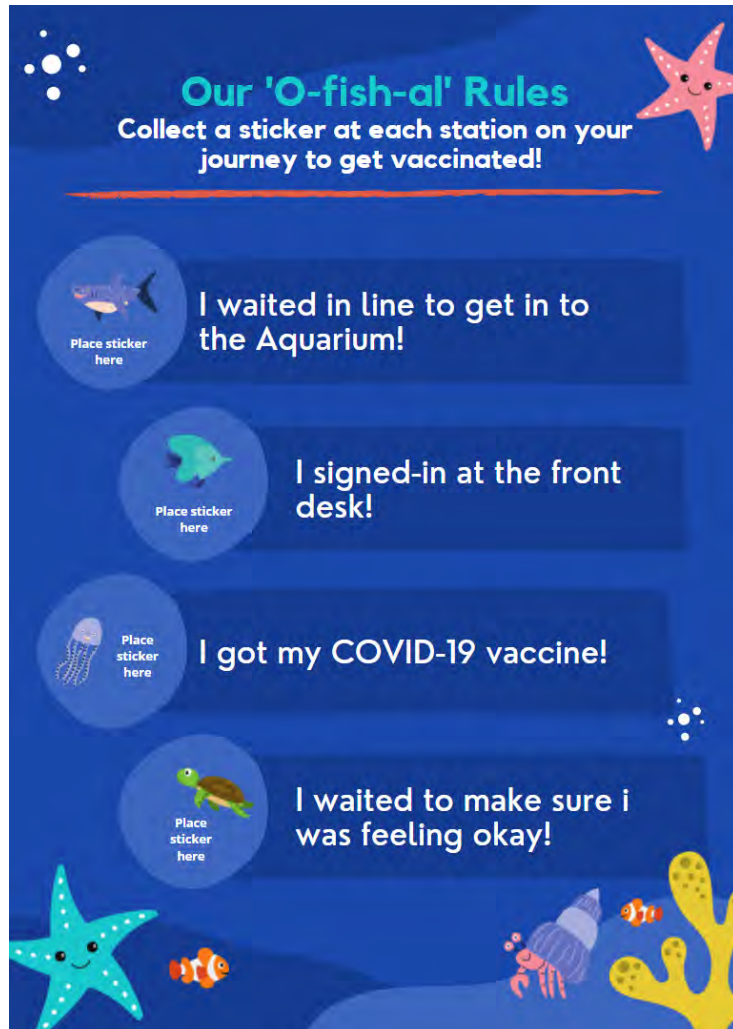 Our 'O-fish-al' Rules
Collect a sticker at each station on your
journey to get vaccinated!
Place sticker
here
I waited in line to get in to
the Aquarium!
Place sticker
here
I signed-in at the front
desk!
Place
sticker
here
I got my COVID-19 vaccine!
Place
sticker
here
I waited to make sure i
was feeling okay!